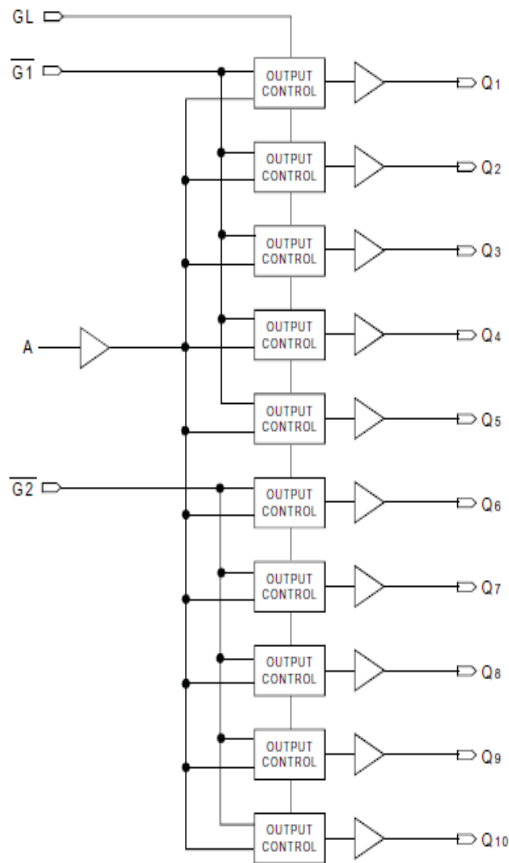 GL
G1
OUTPUT
CONTROL
Q1
OUTPUT
CONTROL
Q2
OUTPUT
CONTROL
Q3
OUTPUT
CONTROL
Q4
A
OUTPUT
CONTROL
Q5
G2
OUTPUT
CONTROL
Q6
OUTPUT
CONTROL
Q7
OUTPUT
CONTROL
Q8
OUTPUT
CONTROL
Q9
OUTPUT
CONTROL
Q10